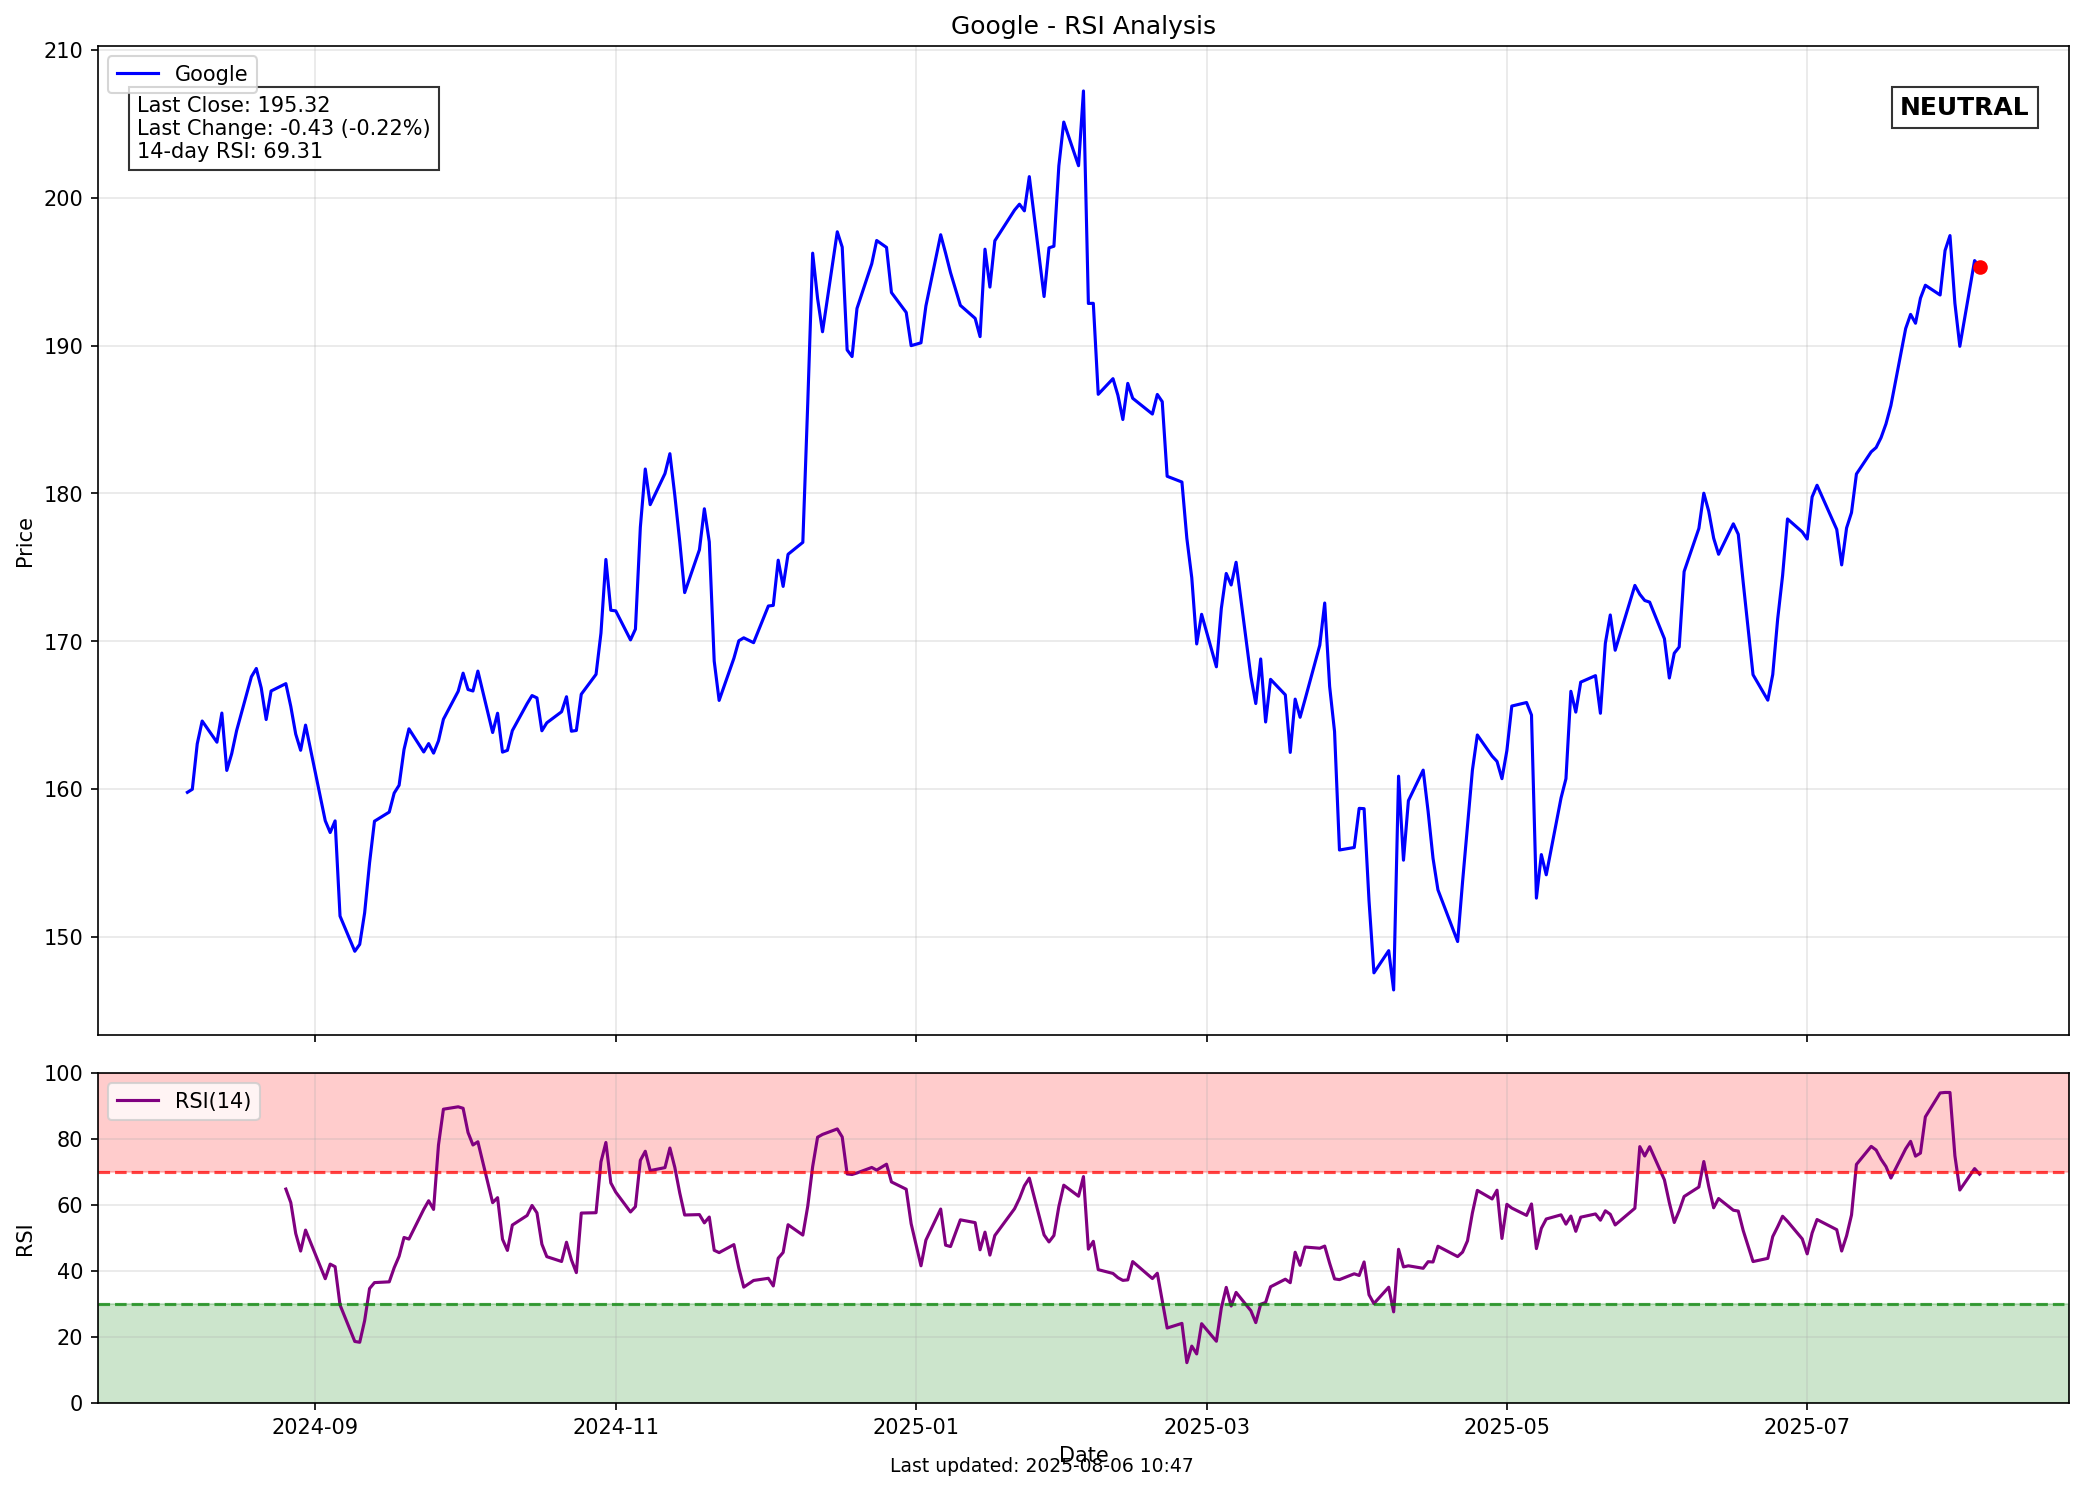 Google - RSI Analysis
Google
Last Close: 195.32
Last Change: -0.43 (-0.22%)
14-day RSI: 69.31
NEUTRAL
Price
210
200
190
180
170
160
150
RSI(14)
RSI
100
80
60
40
20
0
2024-09
2024-11
2025-01
2025-03
2025-05
2025-07
Date
Last updated: 2025-08-06 10:47